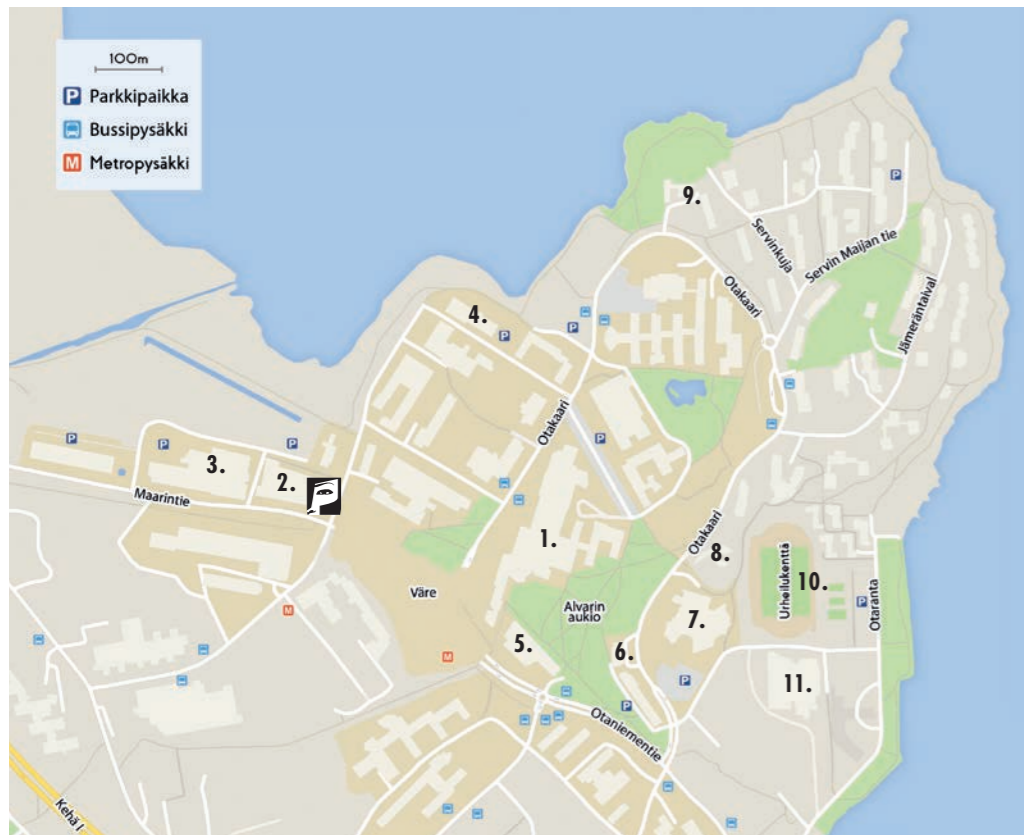 100m
P Parkkipaikka
Bussipysäkki
M Metropysäkki
9.
P
Servinkuja
Servin Maijan tie
Otakaari
Jämeräntaival
4.
P
P
Otakaari
P
P
P
P
3.
2.
Maarintie
1.
Otakaari
8.
Urheilukenttä
10.
P
Otaranta
Väre
Alvarin
aukio
7.
M
5.
6.
M
P
11.
P
Otaniementie
Kehä I